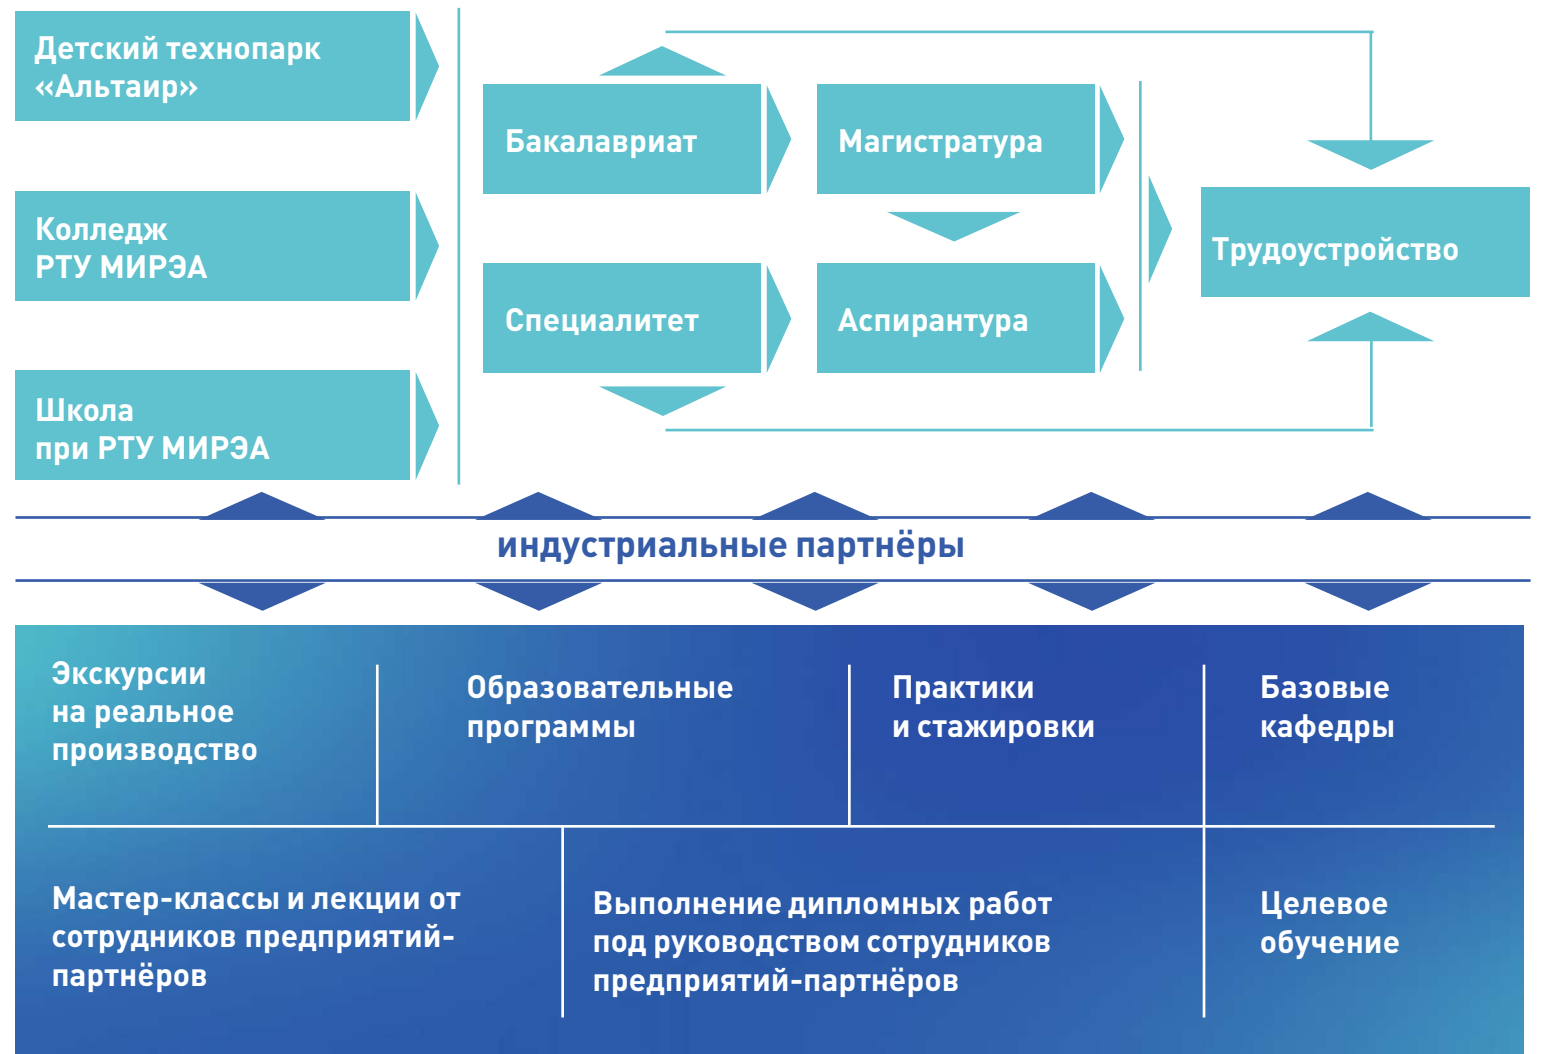 Детский технопарк
«Альтаир»
Колледж
РТУ МИРЭА
Школа
при РТУ МИРЭА
Бакалавриат
Магистратура
Специалитет
Аспирантура
Трудоустройство
индустриальные партнёры
Экскурсии
на реальное
производство
Образовательные
программы
Практики
и стажировки
Базовые
кафедры
Мастер-классы и лекции от
сотрудников предприятий-
партнёров
Выполнение дипломных работ
под руководством сотрудников
предприятий-партнёров
Целевое
обучение